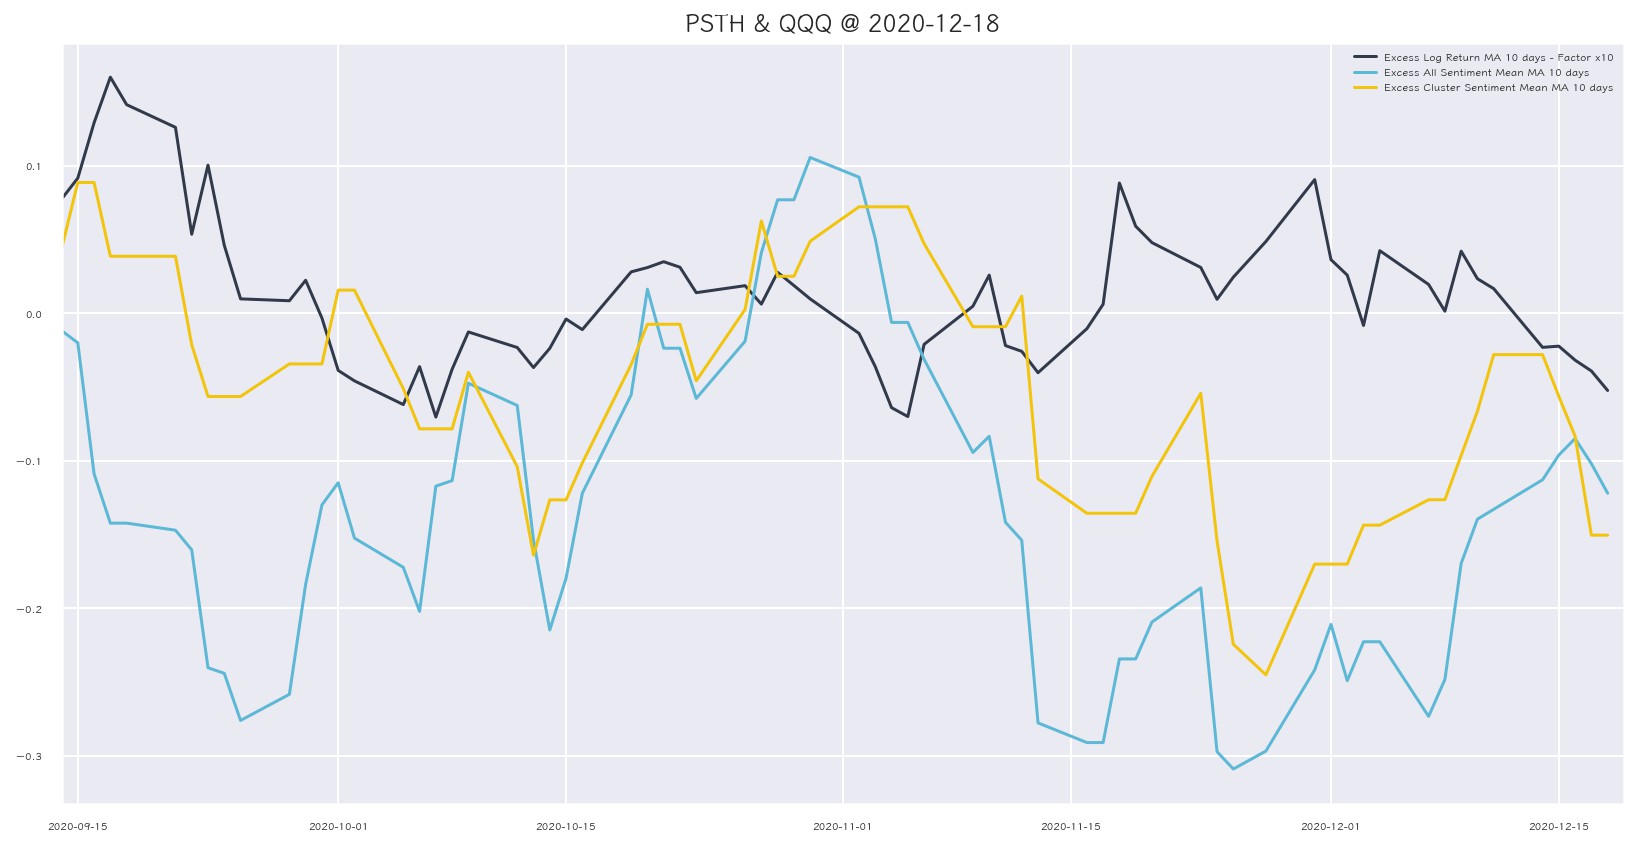 PSTH & QQQ @ 2020-12-18
Excess Log Return MA 10 days - Factor x10
Excess All Sentiment Mean MA 10 days
Excess Cluster Sentiment Mean MA 10 days
0.1
0.0
−0.1
−0.2
−0.3
2020-09-15 2020-10-01 2020-10-15 2020-11-01 2020-11-15 2020-12-01 2020-12-15